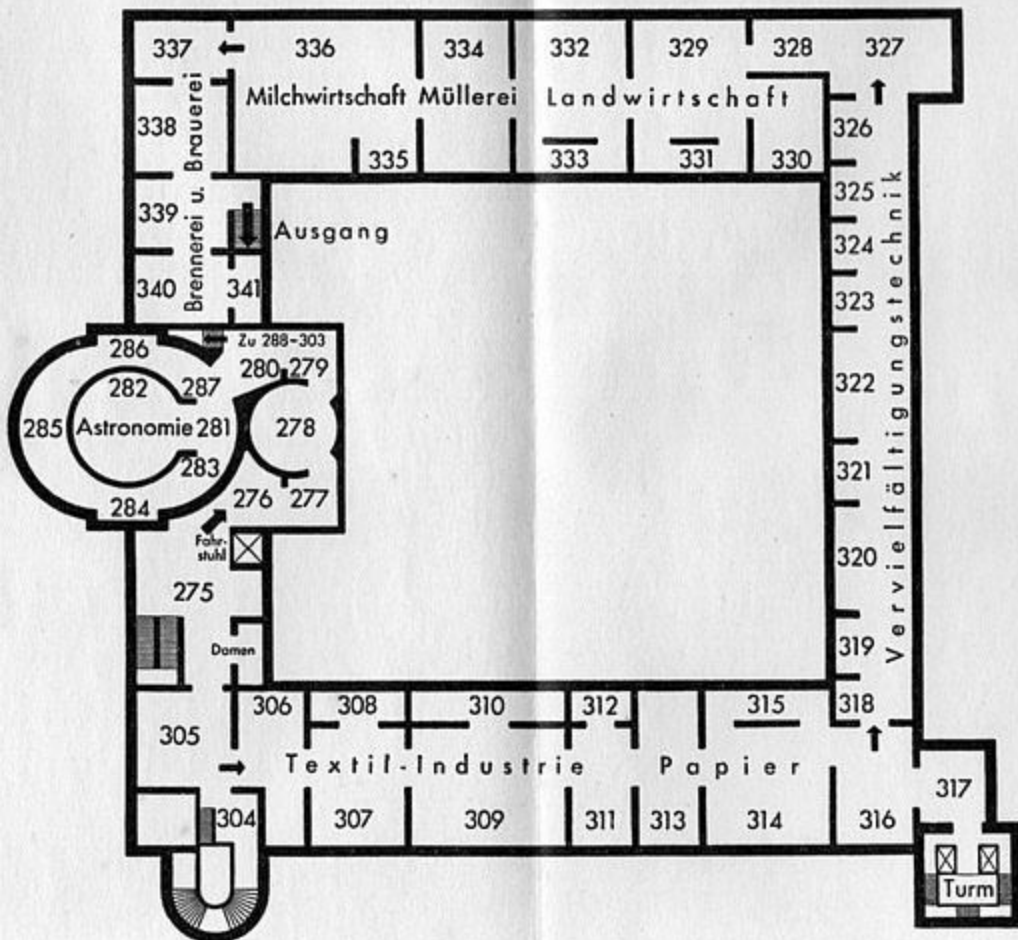 337 336 334 332 329 328 327
Milchwirtschaft Müllerei Landwirtschaft
338 335 333 331 330 326
Brennerei u. Brauerei
339 325
Ausgang
324
340 341 323
Vervielfältigungstechnik
Zu 288-303
286 280 279
282 287 322
285 Astronomie 281 278
283 321
284 276 277
Fahr-
stuhl
320
275
Damen
319
306 308 310 312 315 318
305
Textil-Industrie Papier
304 307 309 311 313 314 316 317
Turm